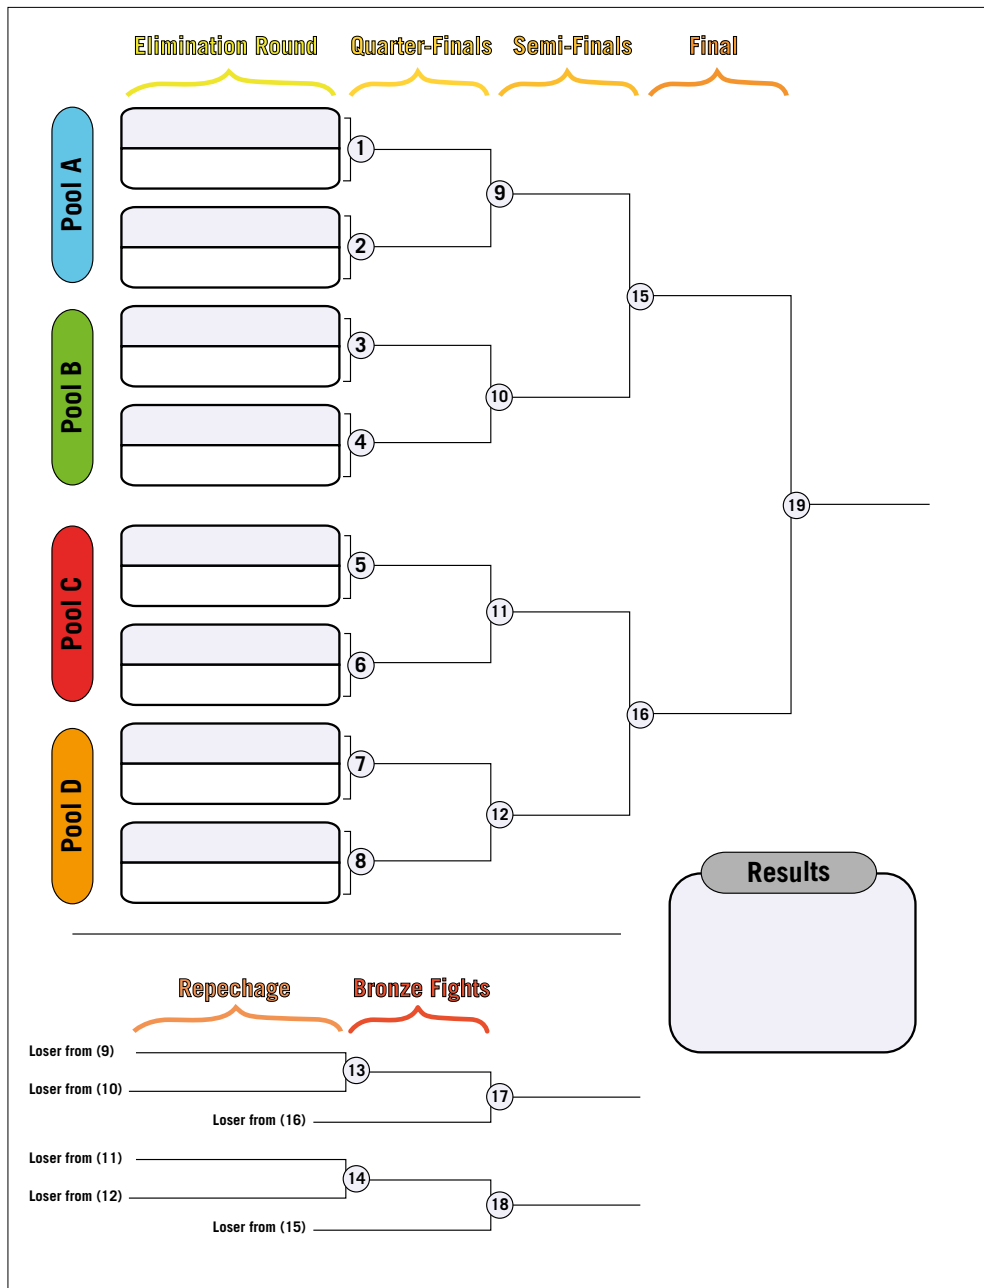 Elimination Round Quarter-Finals Semi-Finals Final
Pool A
1
2
9
Pool B
3
4
10
15
Pool C
5
6
11
Pool D
7
8
12
16
19
Results
Repechage Bronze Fights
Loser from (9)
Loser from (10)
13
Loser from (16)
17
Loser from (11)
Loser from (12)
14
Loser from (15)
18